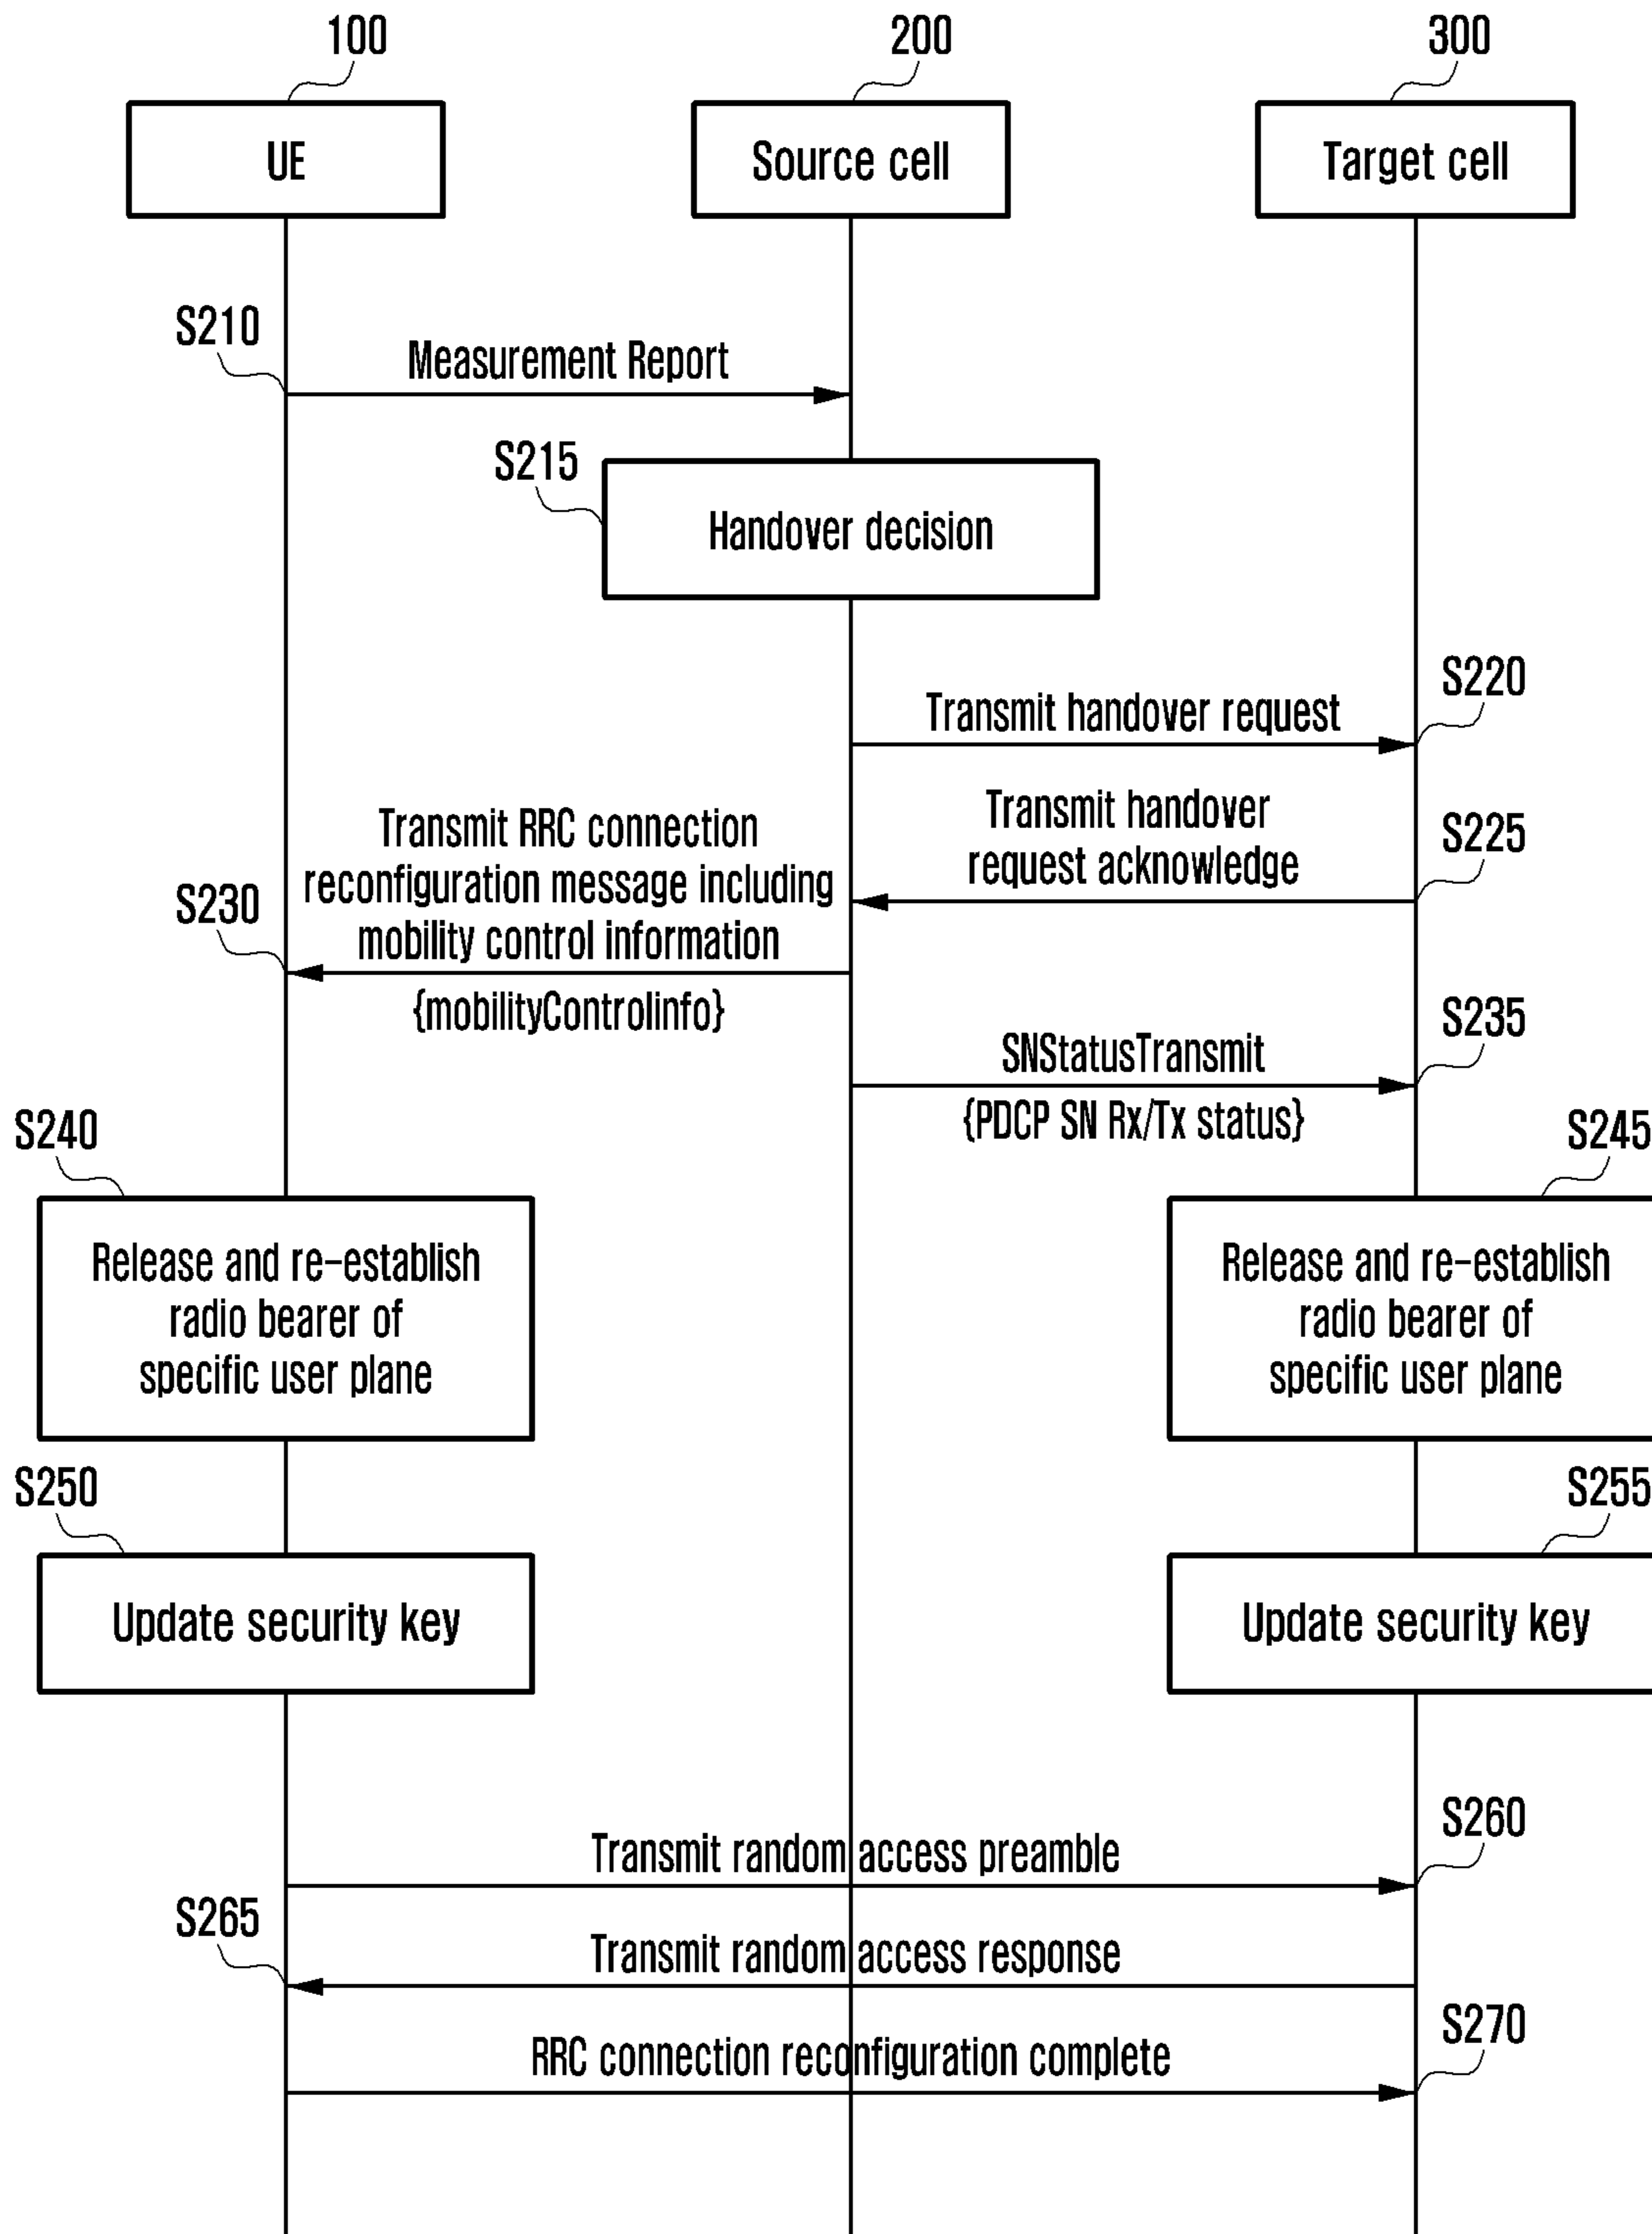 100
200
300
UE
Source cell
Target cell
S210
Measurement Report
S215
Handover decision
S220
Transmit handover request
Transmit handover
request acknowledge
S225
Transmit RRC connection
reconfiguration message including
mobility control information
S230
{mobilityControlinfo}
S235
SNStatusTransmit
{PDCP SN Rx/Tx status}
S240
Release and re-establish
radio bearer of
specific user plane
S245
Release and re-establish
radio bearer of
specific user plane
S250
Update security key
S255
Update security key
S260
Transmit random access preamble
S265
Transmit random access response
S270
RRC connection reconfiguration complete